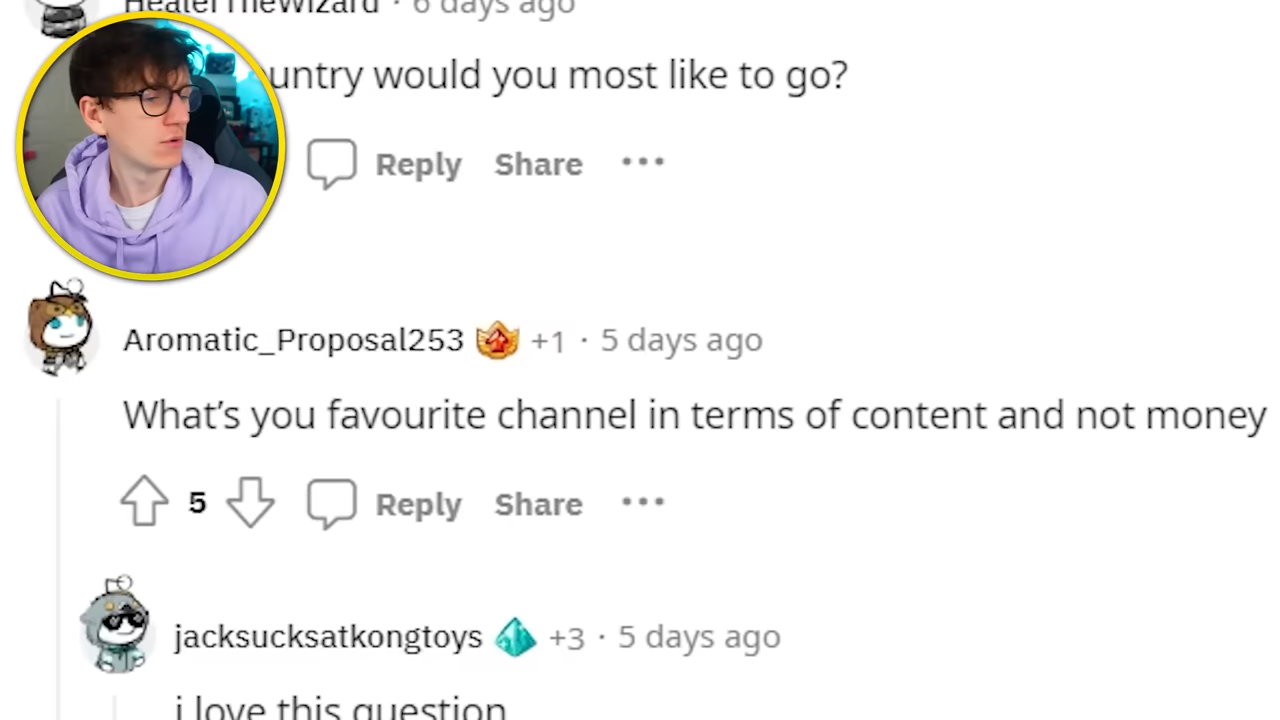 HealerTheWizard · 6 days ago
untry would you most like to go?
Reply Share ···
Aromatic_Proposal253 +1 · 5 days ago
What's you favourite channel in terms of content and not money
5 Reply Share ···
jacksucksatkongtoys +3 · 5 days ago
i love this question